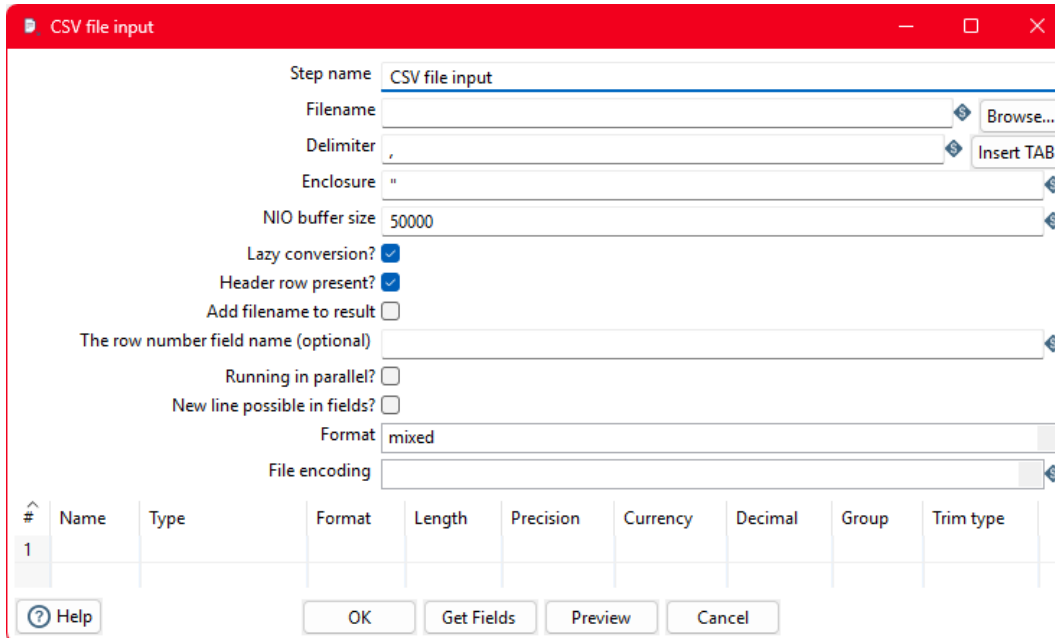 CSV file input
Step name CSV file input
Filename Browse...
Delimiter , Insert TAB
Enclosure "
NIO buffer size 50000
Lazy conversion?
Header row present?
Add filename to result
The row number field name (optional)
Running in parallel?
New line possible in fields?
Format mixed
File encoding
# Name Type Format Length Precision Currency Decimal Group Trim type
1
Help OK Get Fields Preview Cancel